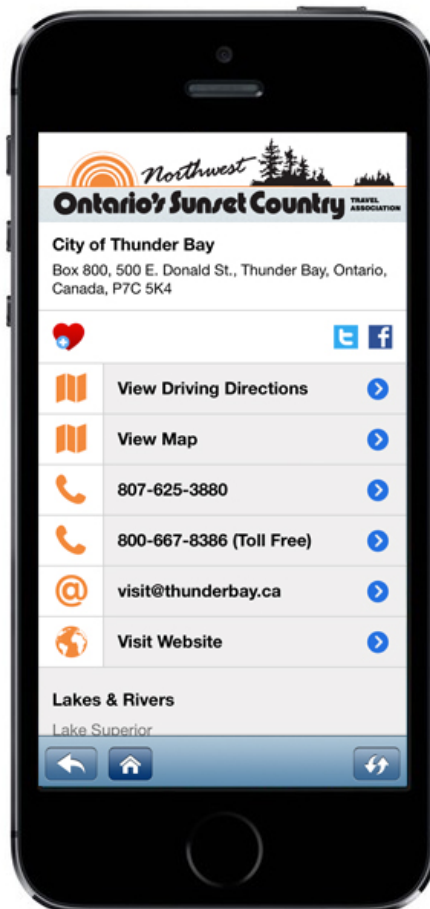 Northwest
Ontario's Sunset Country TRAVEL
ASSOCIATION
City of Thunder Bay
Box 800, 500 E. Donald St., Thunder Bay, Ontario,
Canada, P7C 5K4
View Driving Directions
View Map
807-625-3880
800-667-8386 (Toll Free)
@ visit@thunderbay.ca
Visit Website
Lakes & Rivers
Lake Superior